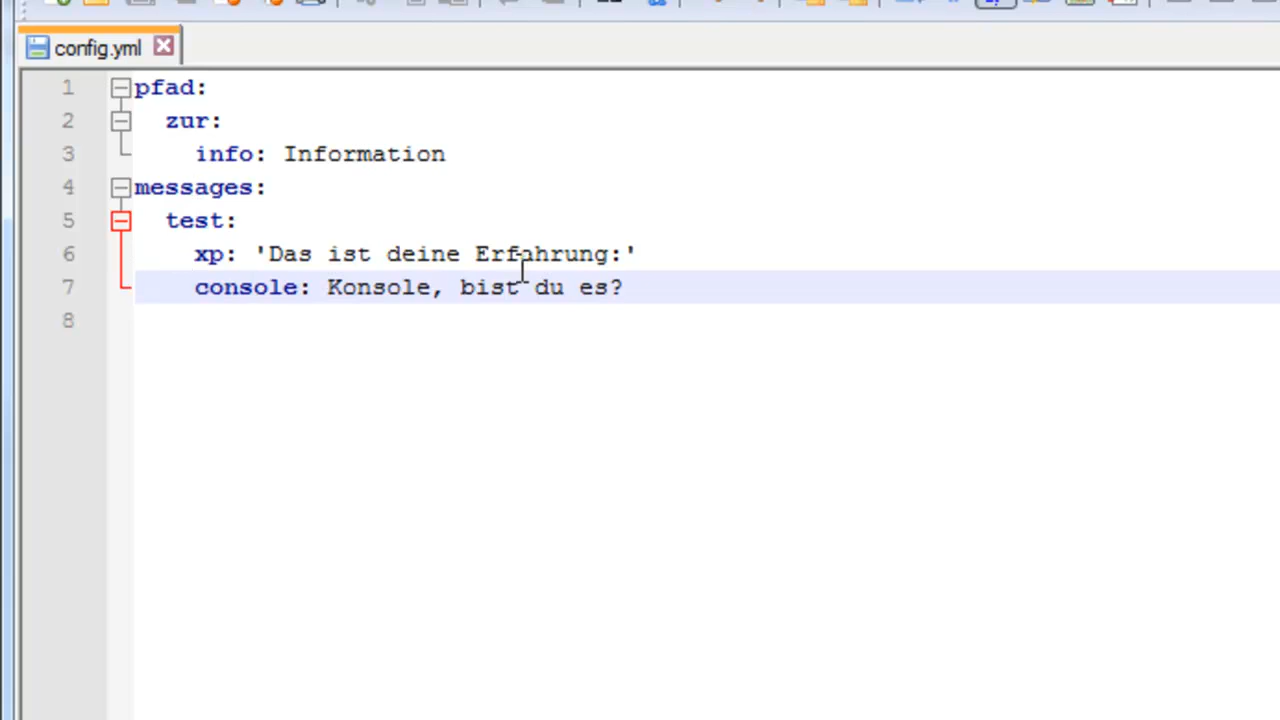 config.yml
1 pfad:
2 zur:
3 info: Information
4 messages:
5 test:
6 xp: 'Das ist deine Erfahrung:'
7 console: Konsole, bist du es?
8